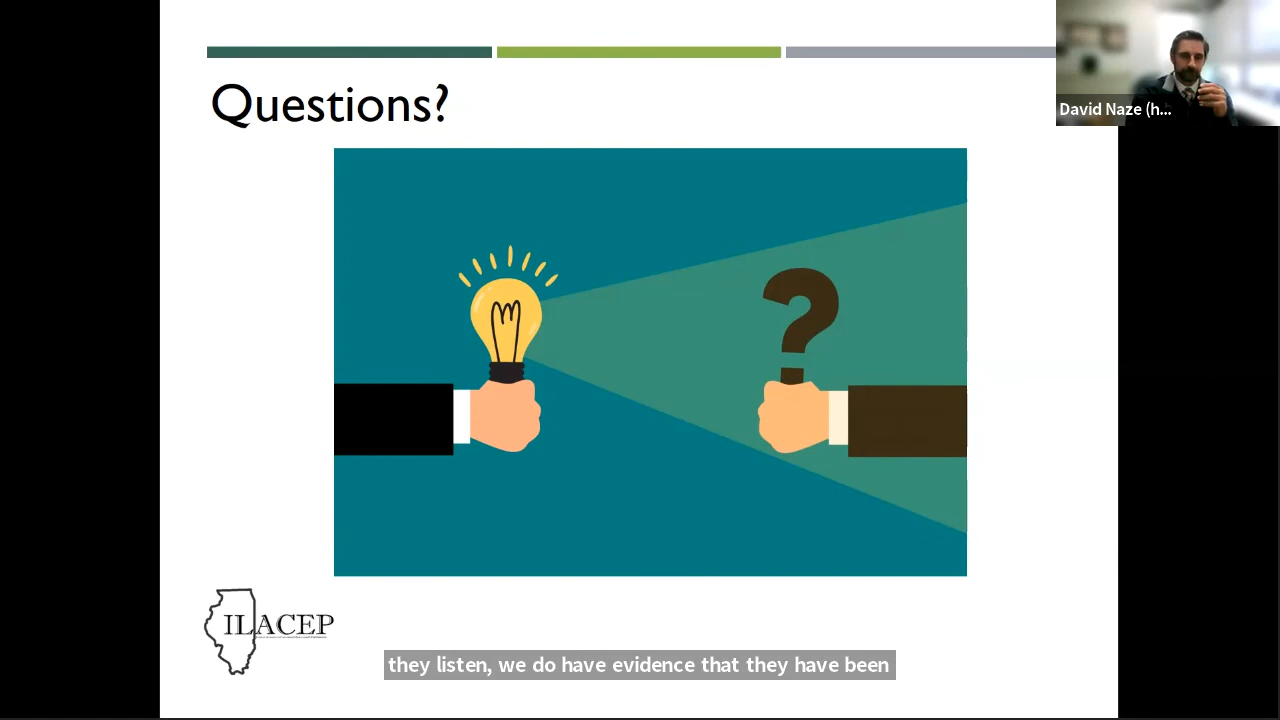 Questions?
David Naze (h...
ILACEP
they listen, we do have evidence that they have been